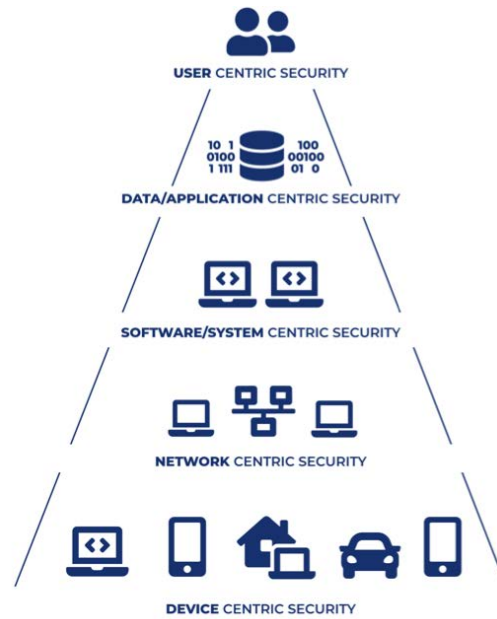 USER CENTRIC SECURITY
10 1
0100
1 111
100
00100
01 0
DATA/APPLICATION CENTRIC SECURITY
SOFTWARE/SYSTEM CENTRIC SECURITY
NETWORK CENTRIC SECURITY
DEVICE CENTRIC SECURITY